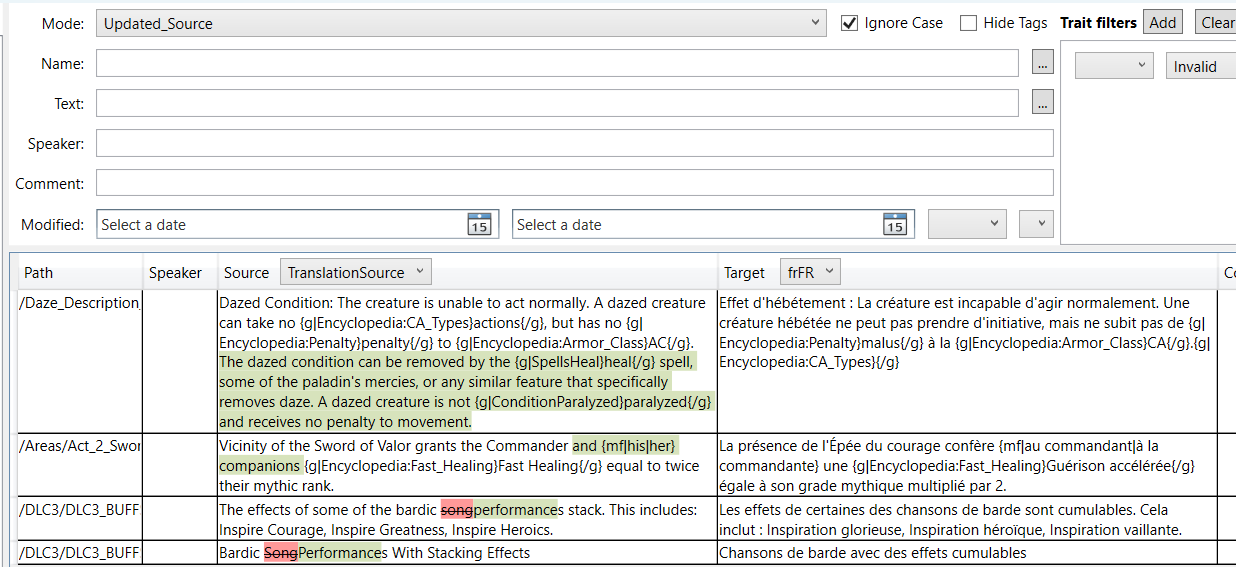 Mode: Updated_Source Ignore Case Hide Tags Trait filters Add Clear
Name: ... Invalid
Text: ...
Speaker:
Comment:
Modified: Select a date 15 Select a date 15
Path Speaker Source TranslationSource Target frFR
/Daze_Description_
Dazed Condition: The creature is unable to act normally. A dazed creature
can take no {g|Encyclopedia:CA_Types}actions{/g}, but has no {g|
Encyclopedia:Penalty}penalty{/g} to {g|Encyclopedia:Armor_Class}AC{/g}.
The dazed condition can be removed by the {g|SpellsHeal}heal{/g} spell,
some of the paladin's mercies, or any similar feature that specifically
removes daze. A dazed creature is not {g|ConditionParalyzed}paralyzed{/g}
and receives no penalty to movement.
Effet d'hébétement : La créature est incapable d'agir normalement. Une
créature hébétée ne peut pas prendre d'initiative, mais ne subit pas de {g|
Encyclopedia:Penalty}malus{/g} à la {g|Encyclopedia:Armor_Class}CA{/g}.{g|
Encyclopedia:CA_Types}{/g}
/Areas/Act_2_Swor
Vicinity of the Sword of Valor grants the Commander and {mf|his|her}
companions {g|Encyclopedia:Fast_Healing}Fast Healing{/g} equal to twice
their mythic rank.
La présence de l'Épée du courage confère {mf|au commandant|à la
commandante} une {g|Encyclopedia:Fast_Healing}Guérison accélérée{/g}
égale à son grade mythique multiplié par 2.
/DLC3/DLC3_BUFF
The effects of some of the bardic songperformances stack. This includes:
Inspire Courage, Inspire Greatness, Inspire Heroics.
Les effets de certaines des chansons de barde sont cumulables. Cela
inclut : Inspiration glorieuse, Inspiration héroïque, Inspiration vaillante.
/DLC3/DLC3_BUFF
Bardic SongPerformances With Stacking Effects
Chansons de barde avec des effets cumulables